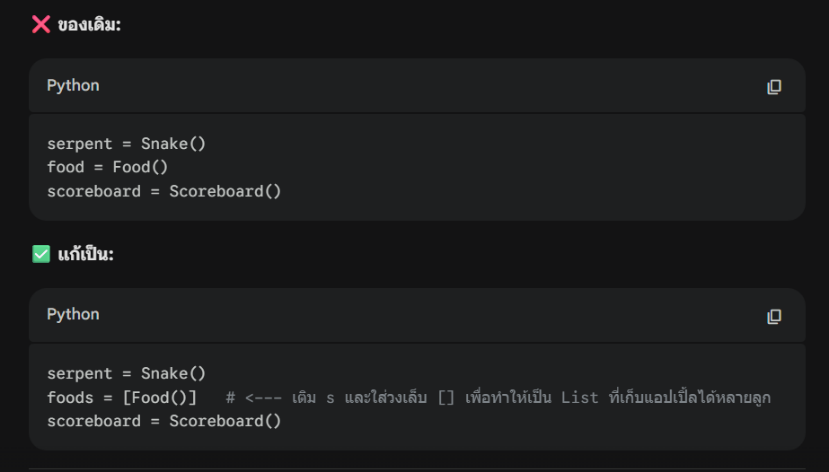 ❌ ของเดิม:
Python
serpent = Snake()
food = Food()
scoreboard = Scoreboard()
✅ แก้เป็น:
Python
serpent = Snake()
foods = [Food()]   # <--- เติม s และใส่วงเล็บ [] เพื่อทำให้เป็น List ที่เก็บแอปเปิ้ลได้หลายลูก
scoreboard = Scoreboard()